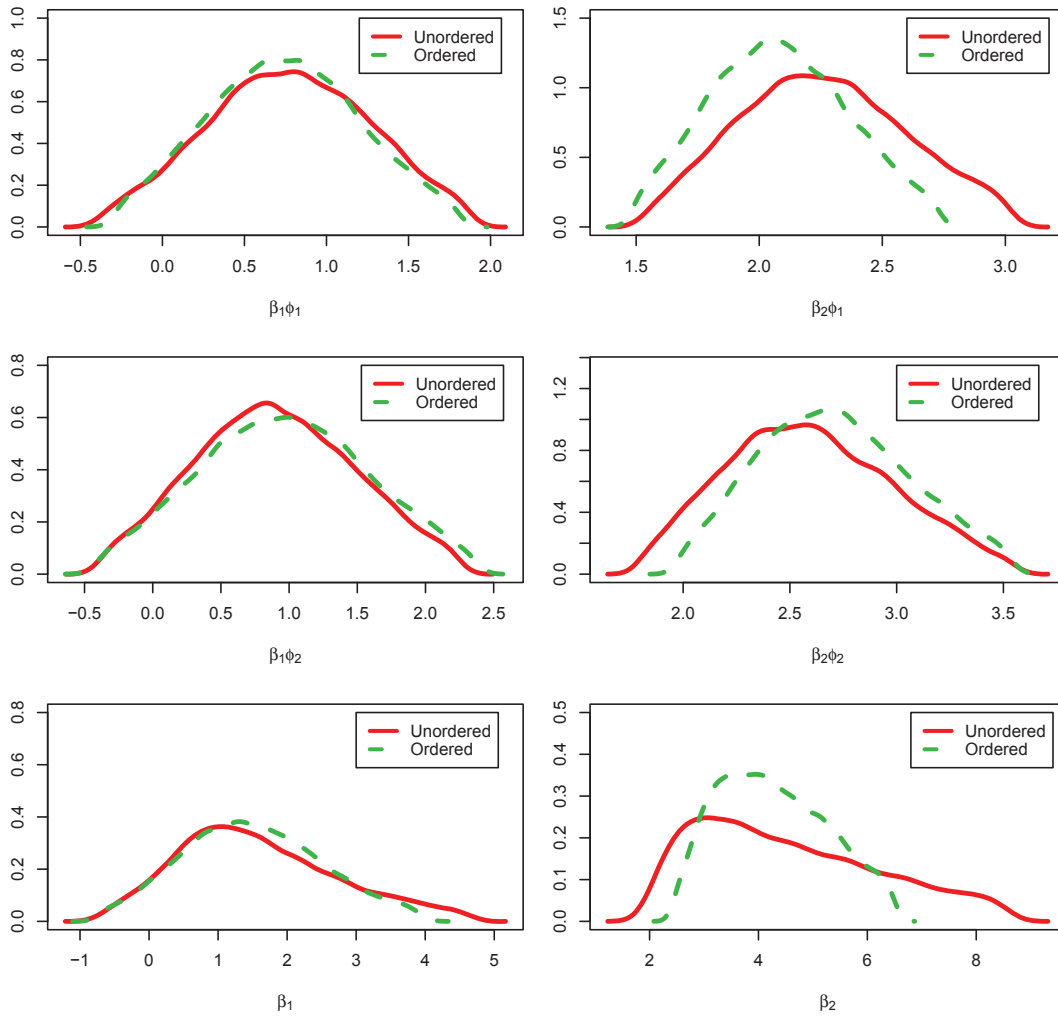 0.0 0.2 0.4 0.6 0.8 1.0
Unordered
Ordered
−0.5 0.0 0.5 1.0 1.5 2.0
β₁ϕ₁
0.0 0.5 1.0 1.5
Unordered
Ordered
1.5 2.0 2.5 3.0
β₂ϕ₁
0.0 0.2 0.4 0.6 0.8
Unordered
Ordered
−0.5 0.0 0.5 1.0 1.5 2.0 2.5
β₁ϕ₂
0.0 0.4 0.8 1.2
Unordered
Ordered
2.0 2.5 3.0 3.5
β₂ϕ₂
0.0 0.2 0.4 0.6 0.8
Unordered
Ordered
−1 0 1 2 3 4 5
β₁
0.0 0.1 0.2 0.3 0.4 0.5
Unordered
Ordered
2 4 6 8
β₂